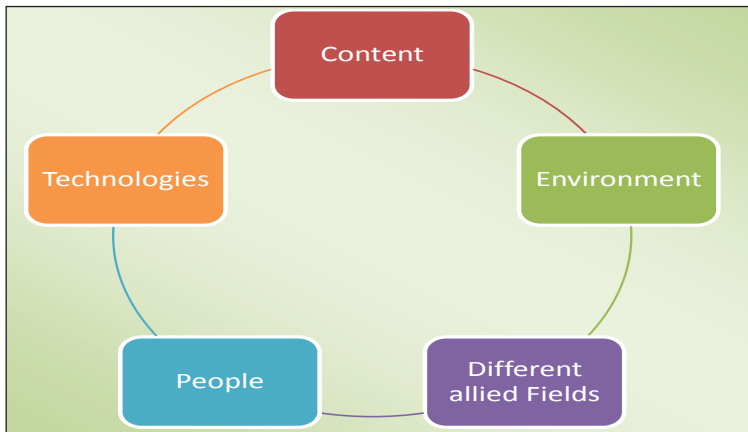 Content
Technologies
Environment
People
Different
allied Fields